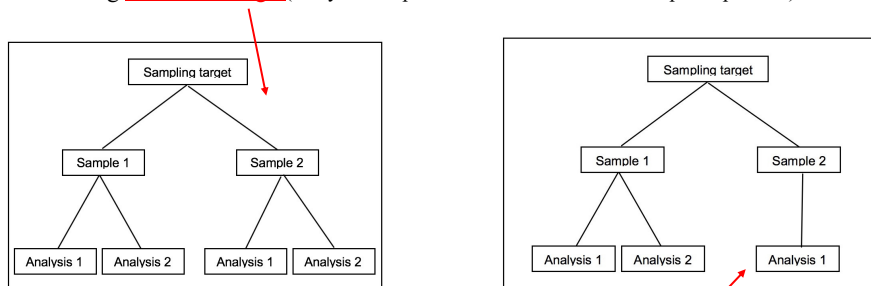 Sampling target Sampling target
Sample 1 Sample 2 Sample 1 Sample 2
Analysis 1 Analysis 2 Analysis 1 Analysis 2 Analysis 1 Analysis 2 Analysis 1